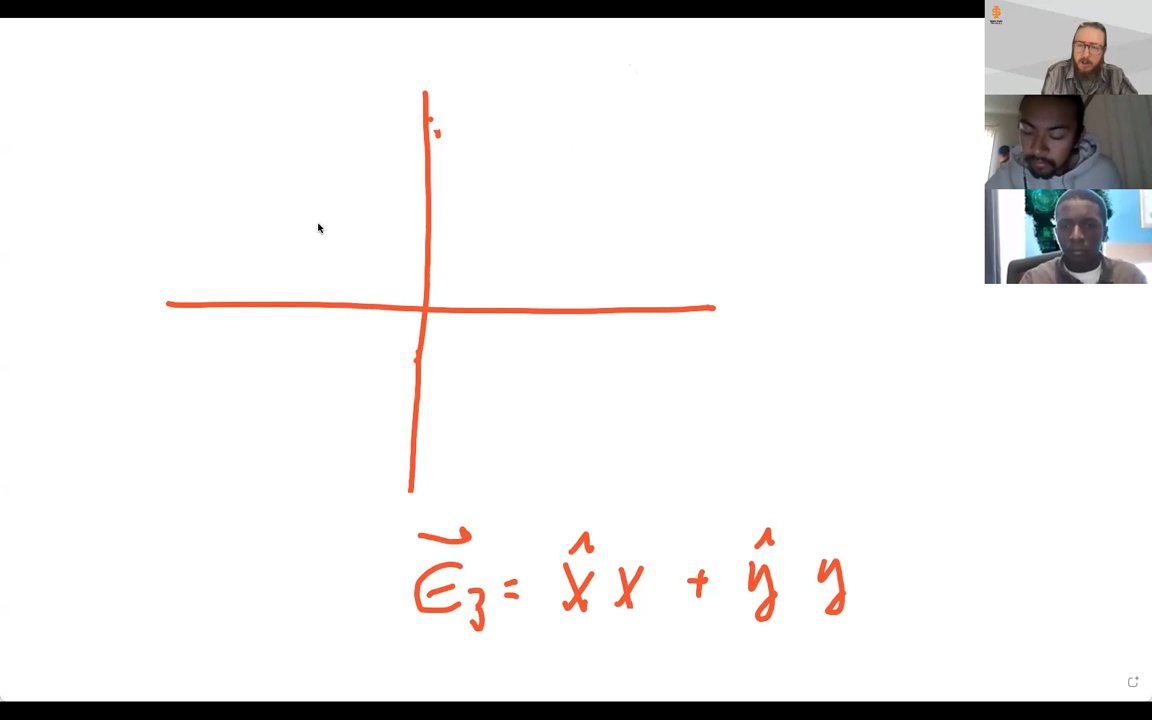 E⃗₃ = x̂ x + ŷ y